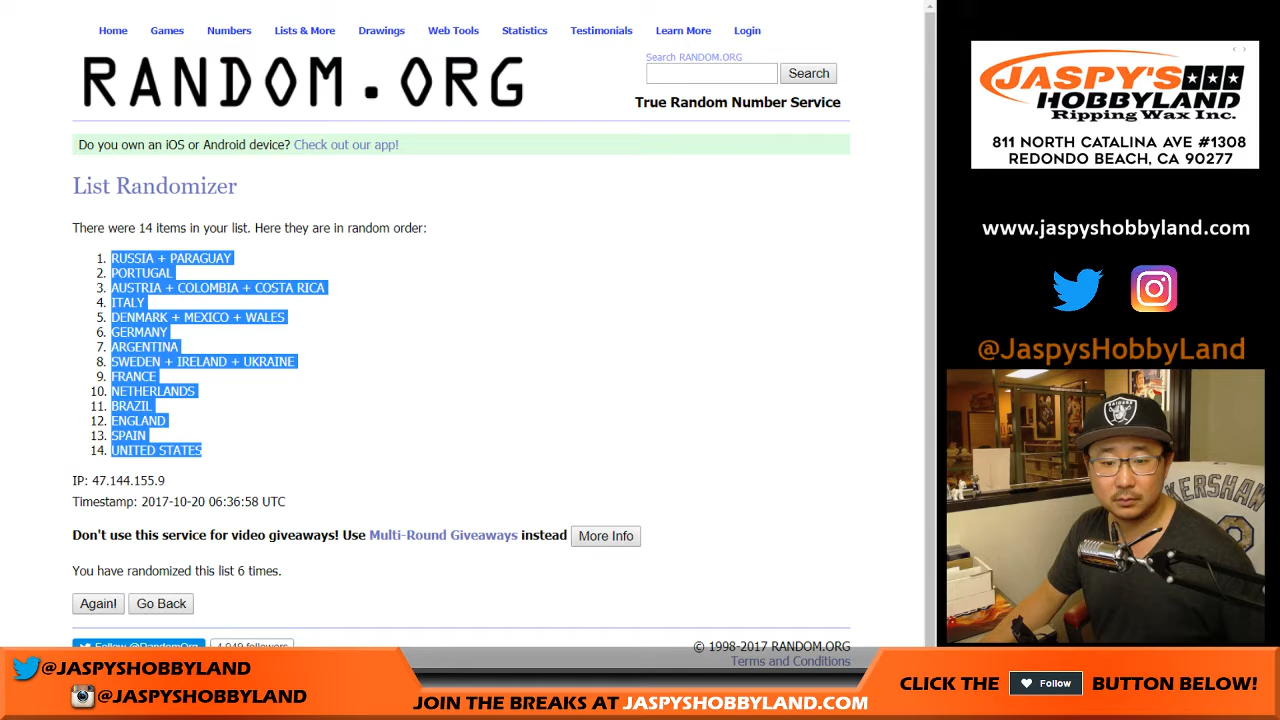 Home Games Numbers Lists & More Drawings Web Tools Statistics Testimonials Learn More Login
RANDOM.ORG
Search RANDOM.ORG
Search
True Random Number Service
Do you own an iOS or Android device? Check out our app!
List Randomizer
There were 14 items in your list. Here they are in random order:
1. RUSSIA + PARAGUAY
2. PORTUGAL
3. AUSTRIA + COLOMBIA + COSTA RICA
4. ITALY
5. DENMARK + MEXICO + WALES
6. GERMANY
7. ARGENTINA
8. SWEDEN + IRELAND + UKRAINE
9. FRANCE
10. NETHERLANDS
11. BRAZIL
12. ENGLAND
13. SPAIN
14. UNITED STATES
IP: 47.144.155.9
Timestamp: 2017-10-20 06:36:58 UTC
Don't use this service for video giveaways! Use Multi-Round Giveaways instead More Info
You have randomized this list 6 times.
Again! Go Back
Follow @RandomOrg 4,949 followers
© 1998-2017 RANDOM.ORG
Terms and Conditions
JASPY'S
HOBBYLAND
Ripping Wax Inc.
811 NORTH CATALINA AVE #1308
REDONDO BEACH, CA 90277
www.jaspyshobbyland.com
@JaspysHobbyLand
RAIDERS
KERSHAW
@JASPYSHOBBYLAND
@JASPYSHOBBYLAND
JOIN THE BREAKS AT JASPYSHOBBYLAND.COM
CLICK THE Follow BUTTON BELOW!